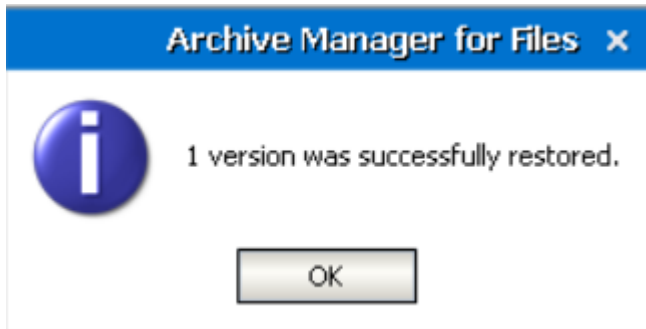 Archive Manager for Files
1 version was successfully restored.
OK